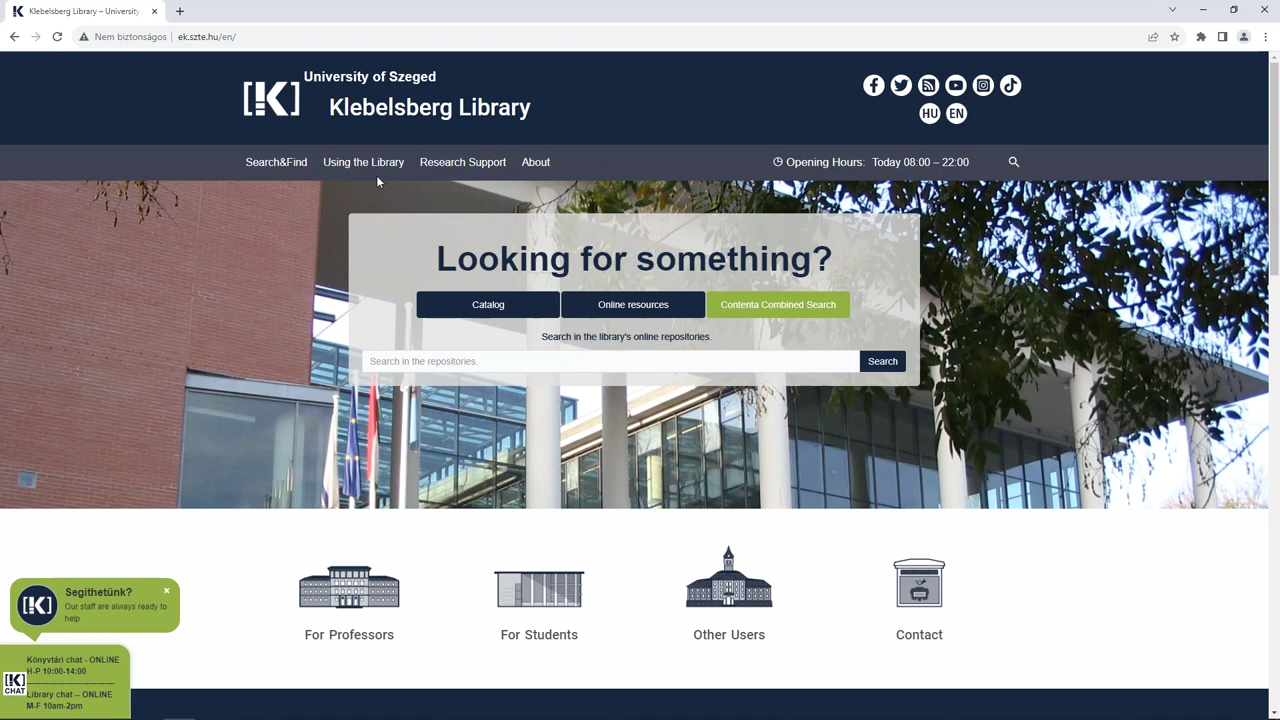 Klebelsberg Library – University
Nem biztonságos
ek.szte.hu/en/
University of Szeged
[K]
Klebelsberg Library
HU
EN
Search&Find
Using the Library
Research Support
About
Opening Hours: Today 08:00 – 22:00
Looking for something?
Catalog
Online resources
Contenta Combined Search
Search in the library's online repositories.
Search in the repositories.
Search
For Professors
For Students
Other Users
Contact
[K]
Segíthetünk?
Our staff are always ready to
help
Könyvtári chat - ONLINE
H-P 10:00-14:00
[K]
CHAT
Library chat -- ONLINE
M-F 10am-2pm